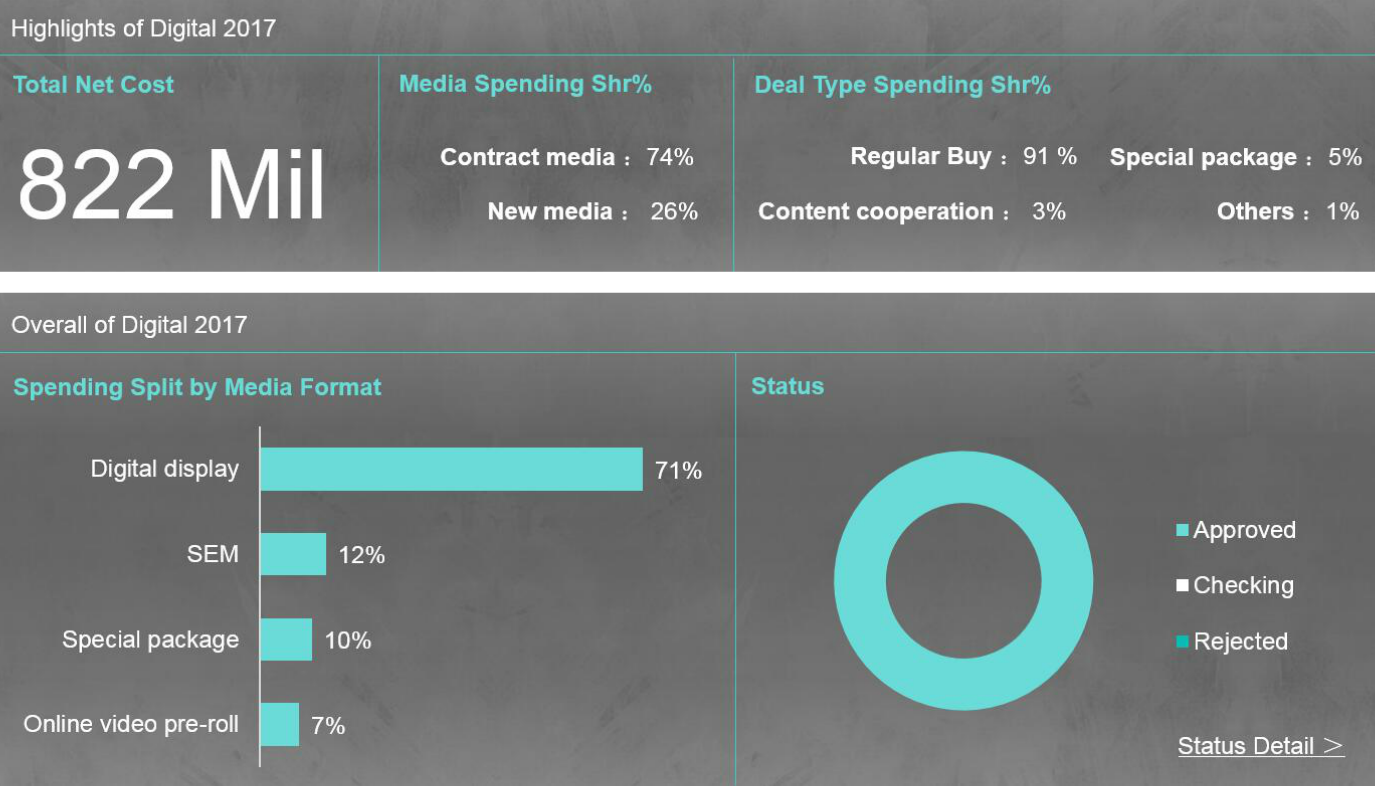 Highlights of Digital 2017
Total Net Cost
822 Mil
Media Spending Shr%
Contract media : 74%
New media : 26%
Deal Type Spending Shr%
Regular Buy : 91 % Special package : 5%
Content cooperation : 3% Others : 1%
Overall of Digital 2017
Spending Split by Media Format
Digital display 71%
SEM 12%
Special package 10%
Online video pre-roll 7%
Status
Approved
Checking
Rejected
Status Detail >